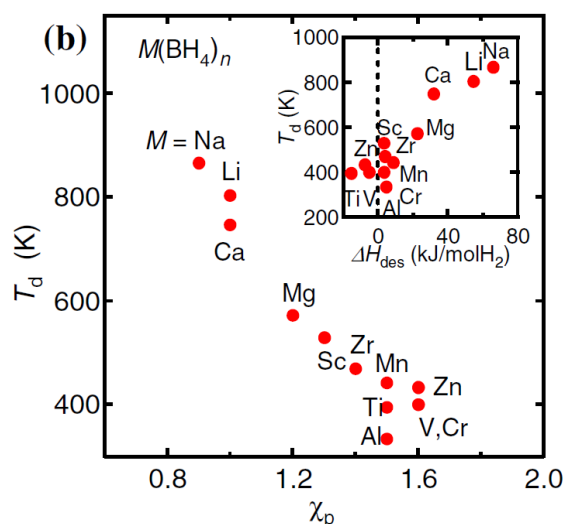 (b)
M(BH4)n
1000
800
600
400
Td (K)
0.8
1.2
1.6
2.0
χp
M = Na
Li
Ca
Mg
Sc
Zr
Mn
Ti
Al
Zn
V,Cr
1000
800
600
400
200
Td (K)
0
40
80
ΔHdes (kJ/molH2)
Na
Li
Ca
Mg
Sc
Zr
Zn
Mn
Ti
V
Cr
Al